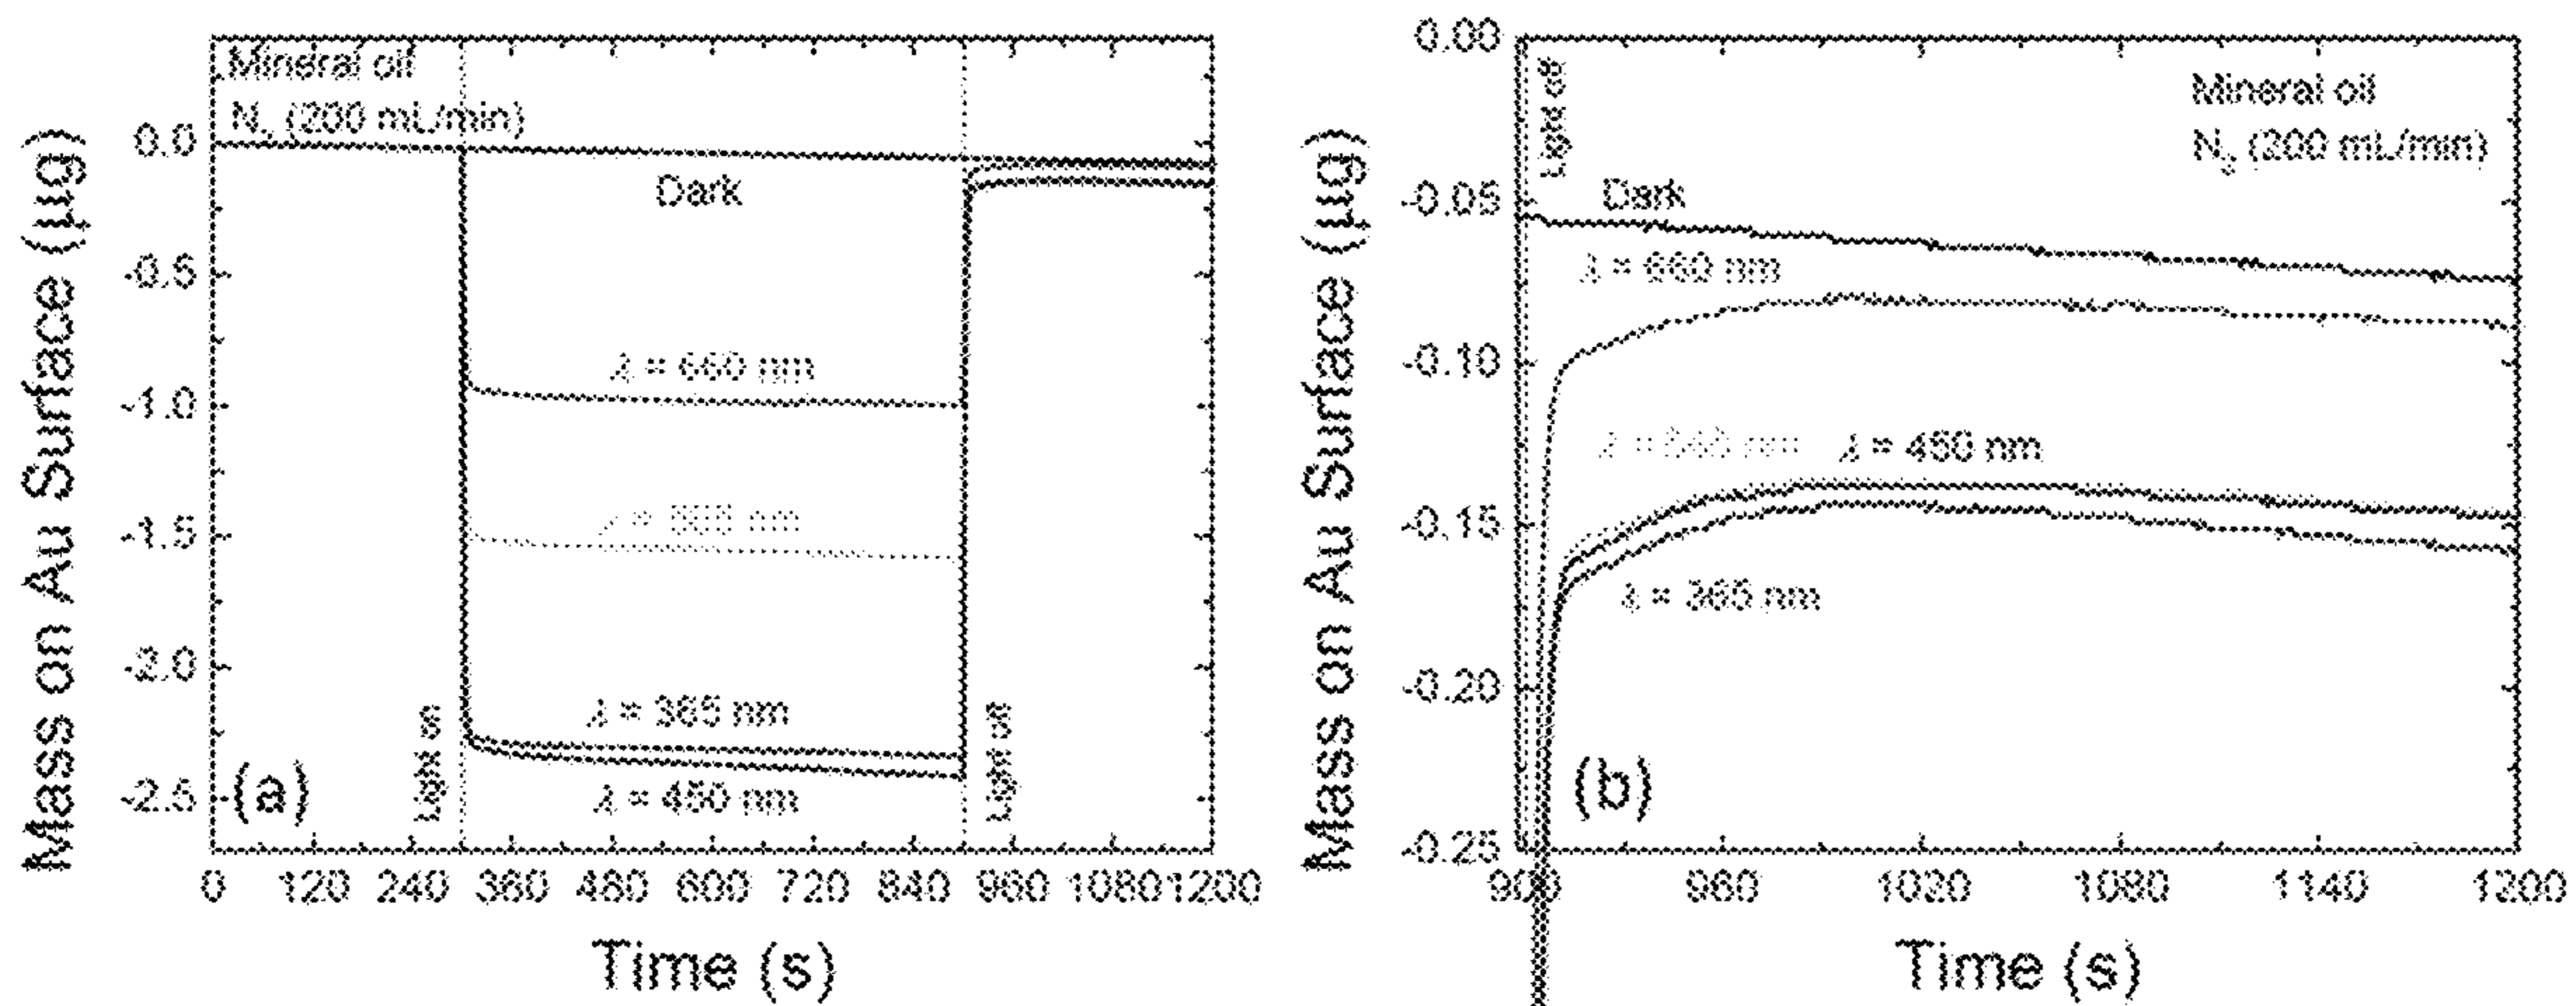 Mineral oil
N₂ (200 mL/min)
Mass on Au Surface (µg)
0.0
-0.5
-1.0
-1.5
-2.0
-2.5
Dark
λ = 660 nm
nm
λ = 365 nm
λ = 450 nm
Light on
Light off
(a)
0 120 240 360 480 600 720 840 960 1080 1200
Time (s)
Mineral oil
N₂ (200 mL/min)
Mass on Au Surface (µg)
0.00
-0.05
-0.10
-0.15
-0.20
-0.25
Light off
Dark
λ = 660 nm
nm λ = 450 nm
λ = 365 nm
(b)
900 960 1020 1080 1140 1200
Time (s)